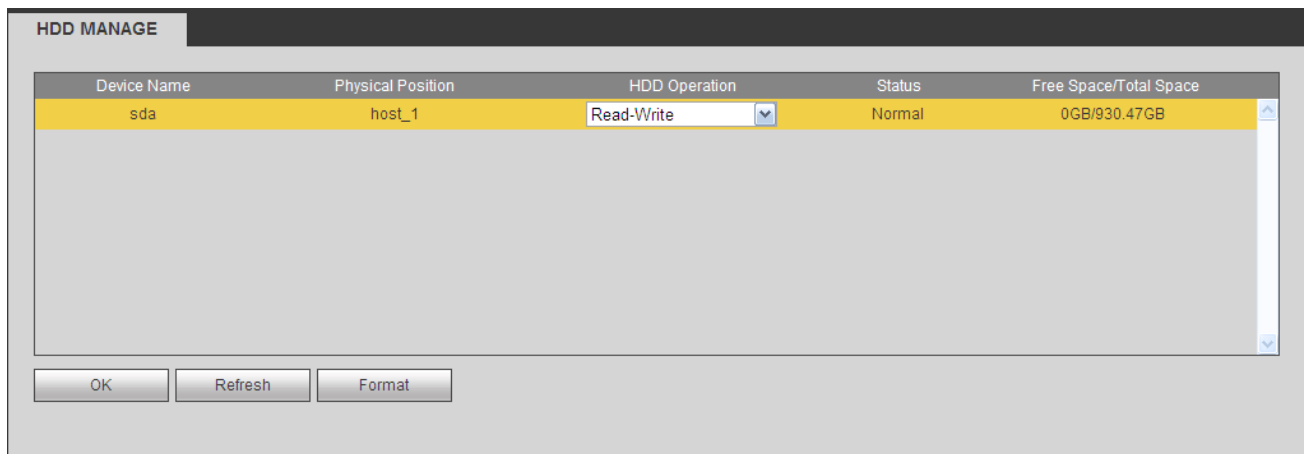 HDD MANAGE
Device Name Physical Position HDD Operation Status Free Space/Total Space
sda host_1 Read-Write Normal 0GB/930.47GB
OK Refresh Format